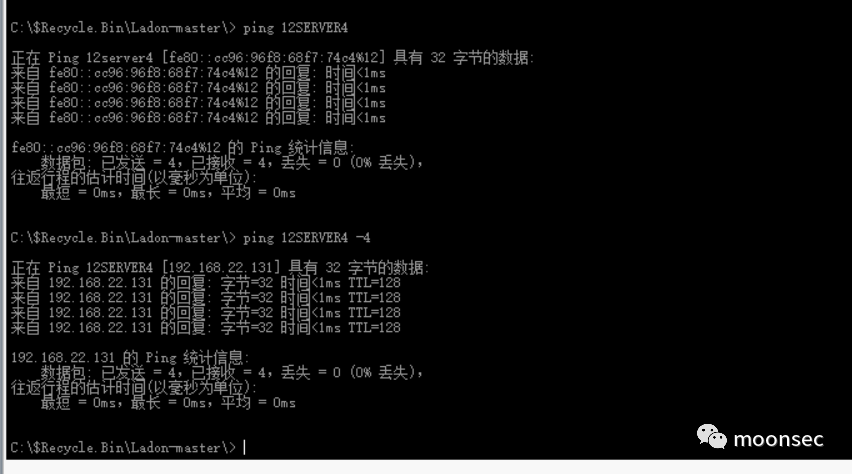 C:\$Recycle.Bin\Ladon-master\> ping 12SERVER4
正在 Ping 12server4 [fe80::cc96:96f8:68f7:74c4%12] 具有 32 字节的数据:
来自 fe80::cc96:96f8:68f7:74c4%12 的回复: 时间<1ms
来自 fe80::cc96:96f8:68f7:74c4%12 的回复: 时间<1ms
来自 fe80::cc96:96f8:68f7:74c4%12 的回复: 时间<1ms
来自 fe80::cc96:96f8:68f7:74c4%12 的回复: 时间<1ms
fe80::cc96:96f8:68f7:74c4%12 的 Ping 统计信息:
数据包: 已发送 = 4，已接收 = 4，丢失 = 0 (0% 丢失)，
往返行程的估计时间(以毫秒为单位):
最短 = 0ms，最长 = 0ms，平均 = 0ms
C:\$Recycle.Bin\Ladon-master\> ping 12SERVER4 -4
正在 Ping 12SERVER4 [192.168.22.131] 具有 32 字节的数据:
来自 192.168.22.131 的回复: 字节=32 时间<1ms TTL=128
来自 192.168.22.131 的回复: 字节=32 时间<1ms TTL=128
来自 192.168.22.131 的回复: 字节=32 时间<1ms TTL=128
来自 192.168.22.131 的回复: 字节=32 时间<1ms TTL=128
192.168.22.131 的 Ping 统计信息:
数据包: 已发送 = 4，已接收 = 4，丢失 = 0 (0% 丢失)，
往返行程的估计时间(以毫秒为单位):
最短 = 0ms，最长 = 0ms，平均 = 0ms
C:\$Recycle.Bin\Ladon-master\>
moonsec